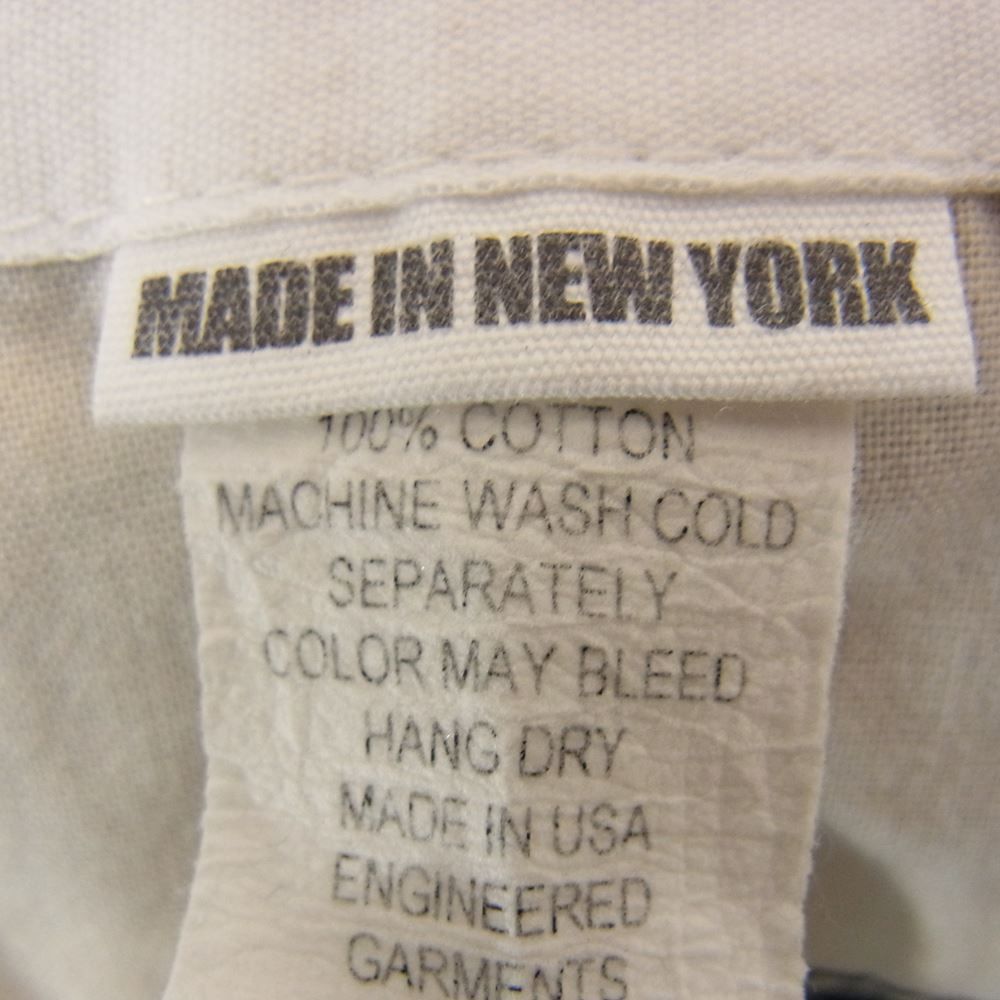 MADE IN NEW YORK
100% COTTON
MACHINE WASH COLD
SEPARATELY
COLOR MAY BLEED
HANG DRY
MADE IN USA
ENGINEERED
GARMENTS